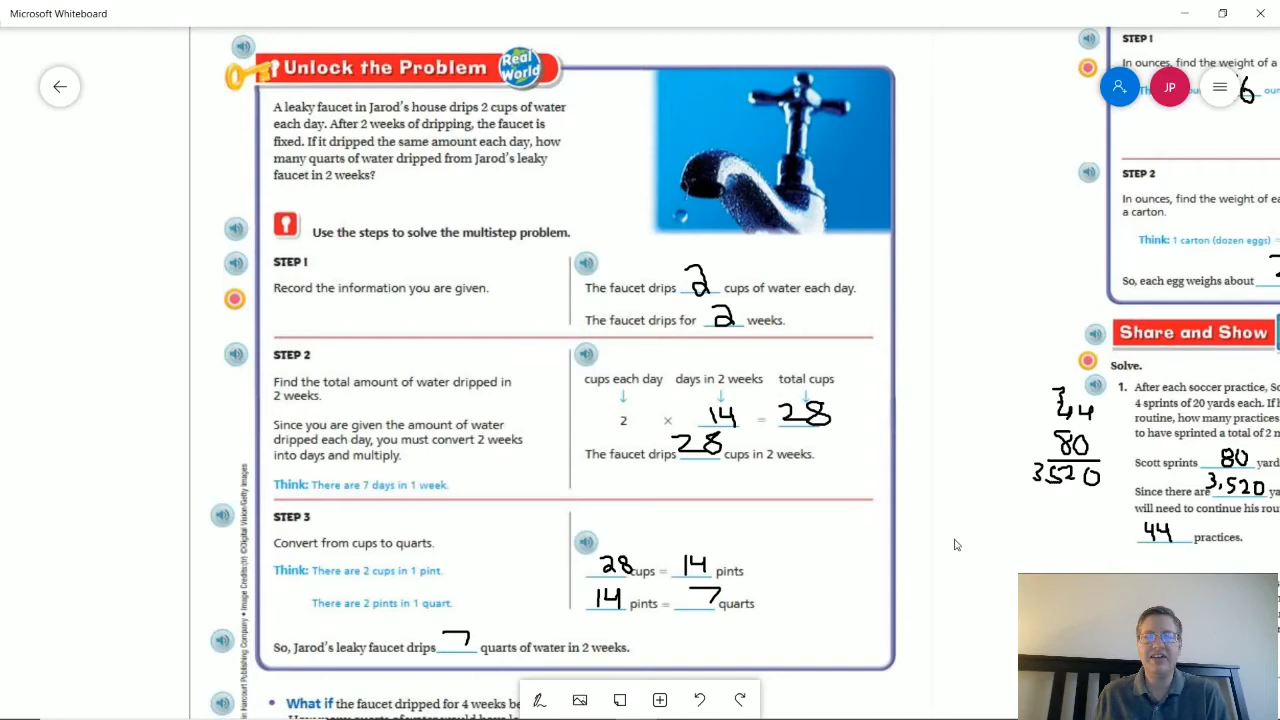 Microsoft Whiteboard
Unlock the Problem Real World
A leaky faucet in Jarod's house drips 2 cups of water
each day. After 2 weeks of dripping, the faucet is
fixed. If it dripped the same amount each day, how
many quarts of water dripped from Jarod's leaky
faucet in 2 weeks?
Use the steps to solve the multistep problem.
STEP 1
Record the information you are given.
The faucet drips 2 cups of water each day.
The faucet drips for 2 weeks.
STEP 2
Find the total amount of water dripped in
2 weeks.
Since you are given the amount of water
dripped each day, you must convert 2 weeks
into days and multiply.
Think: There are 7 days in 1 week.
cups each day days in 2 weeks total cups
↓ ↓ ↓
2 × 14 = 28
The faucet drips 28 cups in 2 weeks.
STEP 3
Convert from cups to quarts.
Think: There are 2 cups in 1 pint.
There are 2 pints in 1 quart.
28 cups = 14 pints
14 pints = 7 quarts
So, Jarod's leaky faucet drips 7 quarts of water in 2 weeks.
• What if the faucet dripped for 4 weeks be
in Harcourt Publishing Company • Image Credits: (tr) ©Digital Vision/Getty Images
STEP 1
In ounces, find the weight of a
6
JP
STEP 2
In ounces, find the weight of ea
a carton.
Think: 1 carton (dozen eggs) =
So, each egg weighs about
Share and Show
Solve.
1. After each soccer practice, Sc
4 sprints of 20 yards each. If h
routine, how many practices
to have sprinted a total of 2 m
Scott sprints 80 yard
Since there are 3,520 ya
will need to continue his rou
44 practices.
44
80
3520